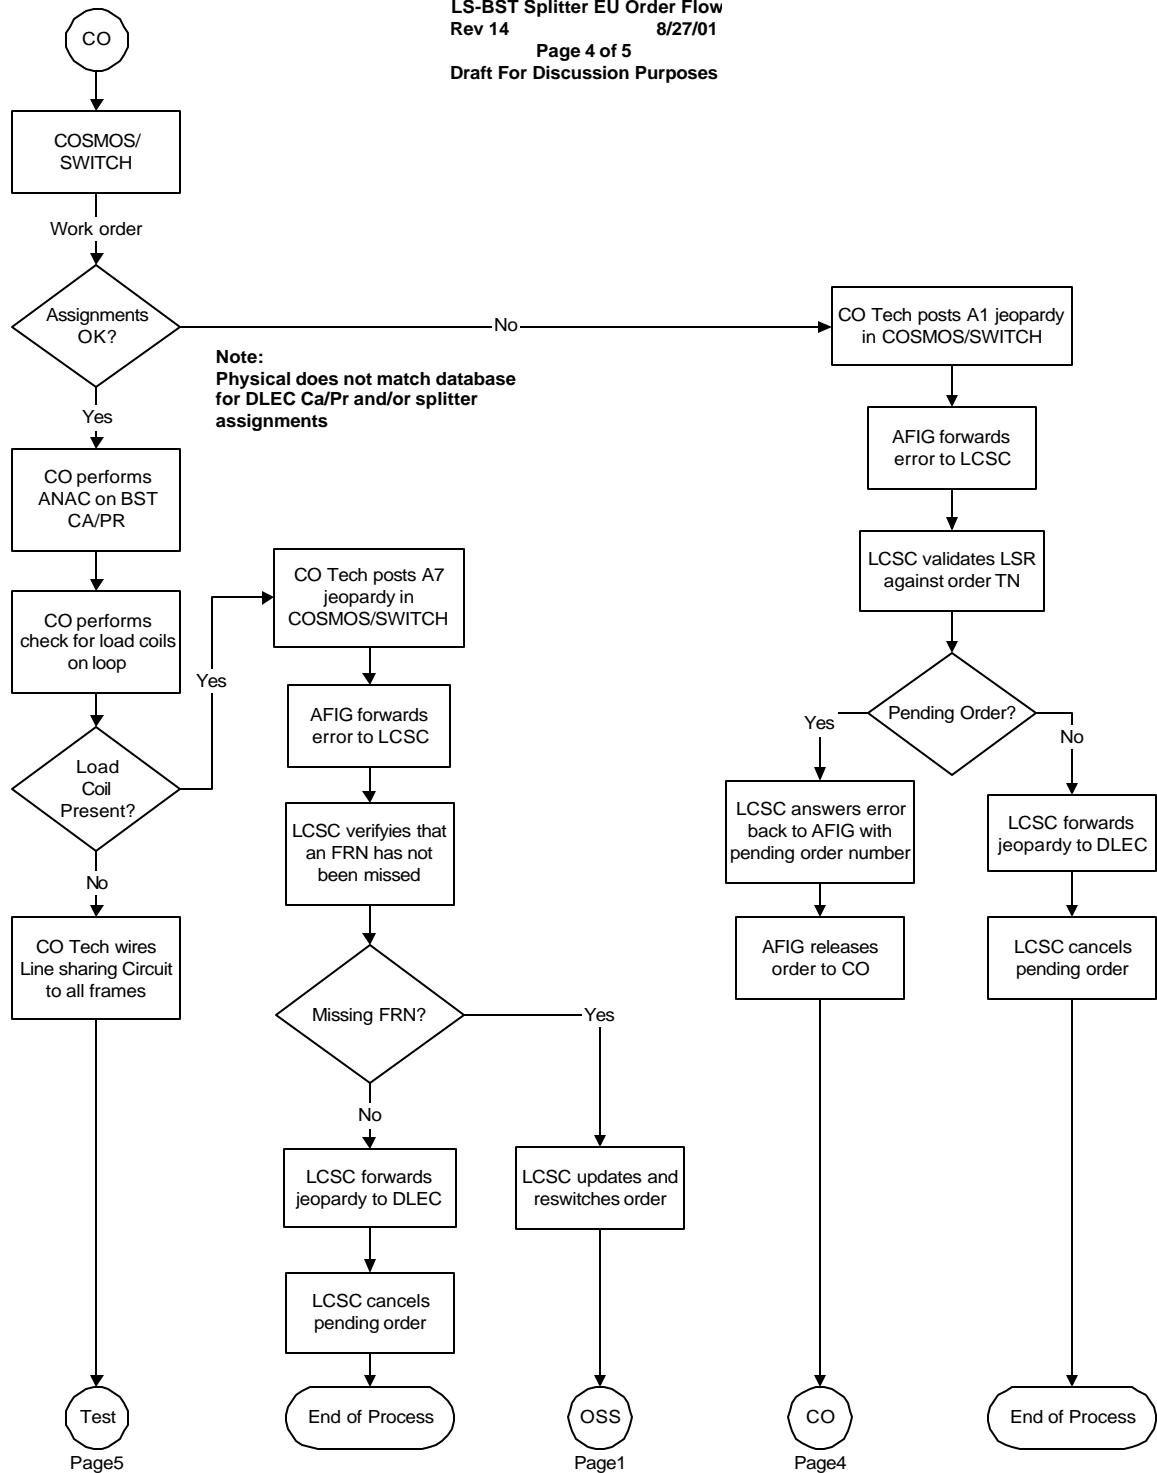 LS-BST Splitter EU Order Flow
Rev 14 8/27/01
Page 4 of 5
Draft For Discussion Purposes
CO
COSMOS/
SWITCH
Work order
Assignments
OK?
No
Note:
Physical does not match database
for DLEC Ca/Pr and/or splitter
assignments
Yes
CO performs
ANAC on BST
CA/PR
CO performs
check for load coils
on loop
Load
Coil
Present?
Yes
No
CO Tech wires
Line sharing Circuit
to all frames
Test
Page5
CO Tech posts A7
jeopardy in
COSMOS/SWITCH
AFIG forwards
error to LCSC
LCSC verifyies that
an FRN has not
been missed
Missing FRN?
Yes
No
LCSC forwards
jeopardy to DLEC
LCSC cancels
pending order
End of Process
LCSC updates and
reswitches order
OSS
Page1
CO Tech posts A1 jeopardy
in COSMOS/SWITCH
AFIG forwards
error to LCSC
LCSC validates LSR
against order TN
Pending Order?
Yes
No
LCSC answers error
back to AFIG with
pending order number
AFIG releases
order to CO
CO
Page4
LCSC forwards
jeopardy to DLEC
LCSC cancels
pending order
End of Process